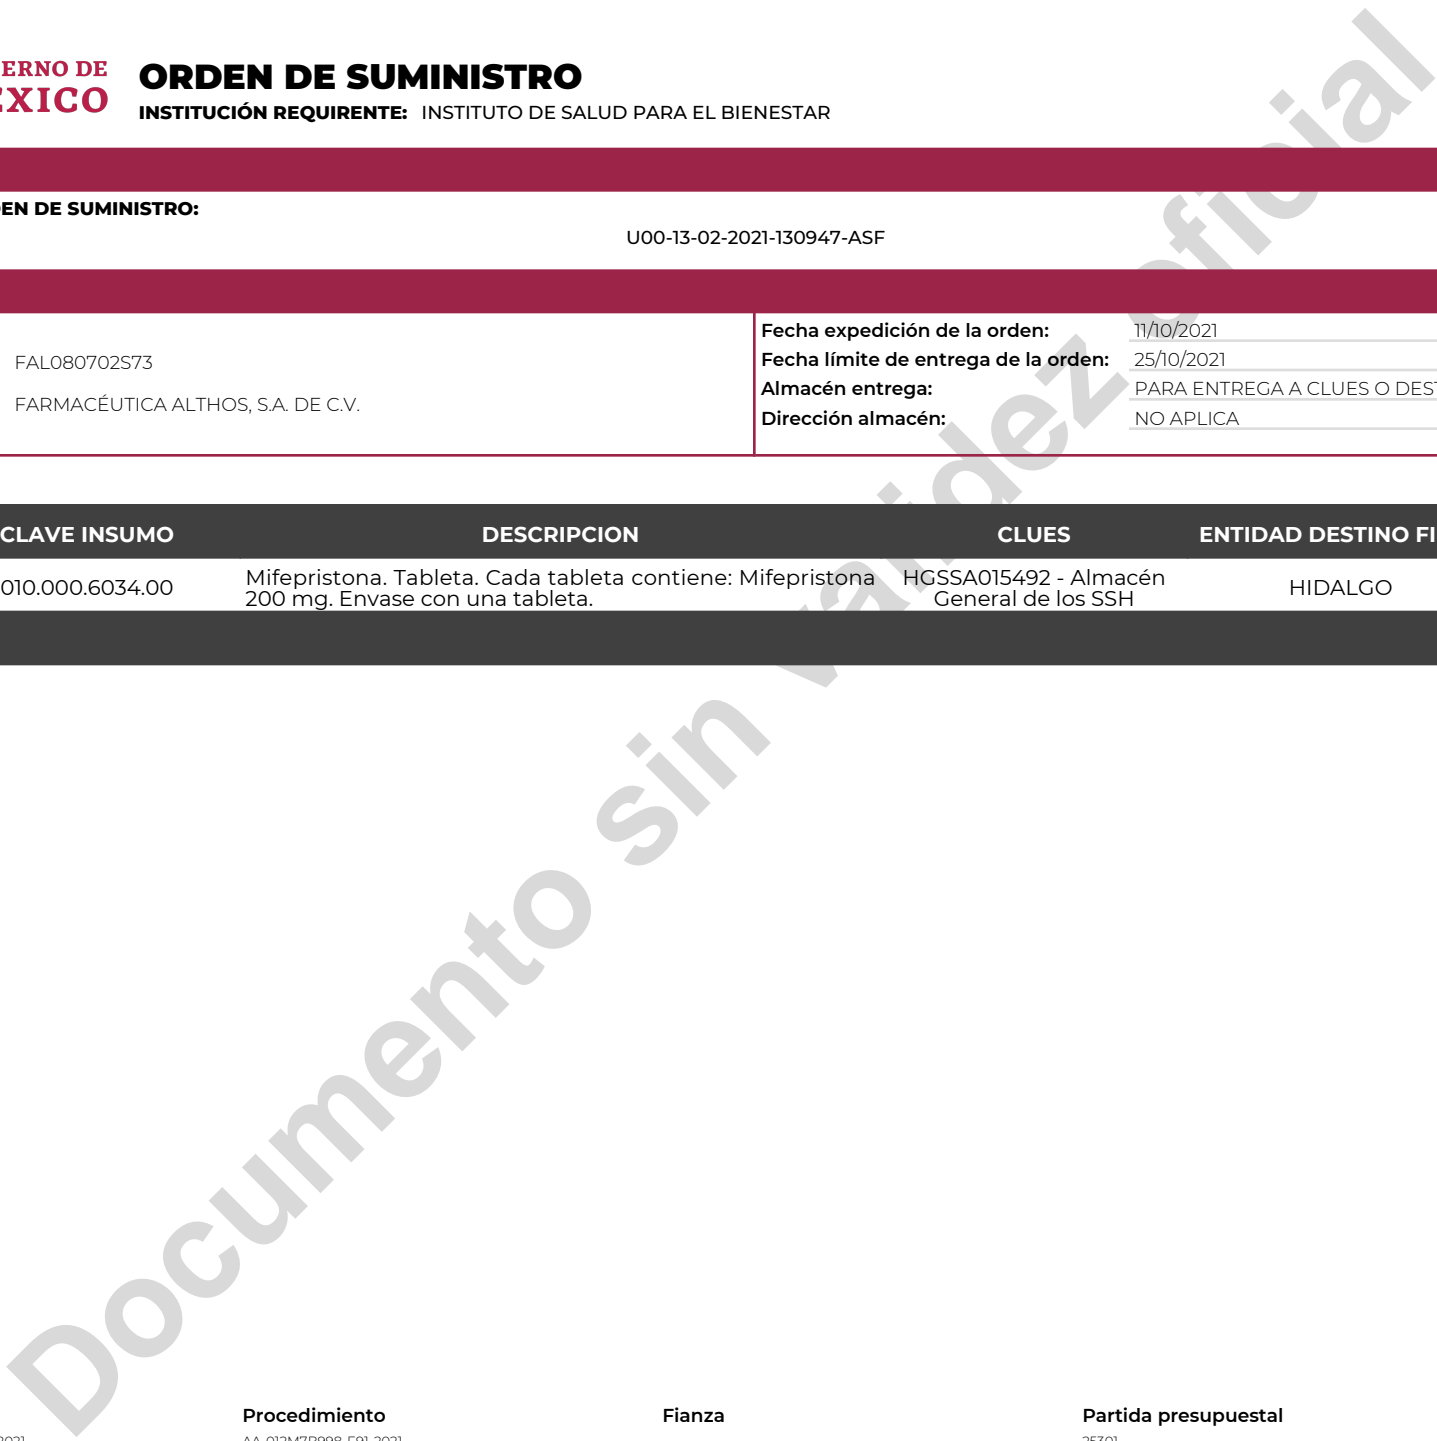 ERNO DE
XICO
ORDEN DE SUMINISTRO
INSTITUCIÓN REQUIRENTE: INSTITUTO DE SALUD PARA EL BIENESTAR
EN DE SUMINISTRO:
U00-13-02-2021-130947-ASF
FAL080702S73
FARMACÉUTICA ALTHOS, S.A. DE C.V.
Fecha expedición de la orden: 11/10/2021
Fecha límite de entrega de la orden: 25/10/2021
Almacén entrega: PARA ENTREGA A CLUES O DEST
Dirección almacén: NO APLICA
CLAVE INSUMO DESCRIPCION CLUES ENTIDAD DESTINO FI
010.000.6034.00 Mifepristona. Tableta. Cada tableta contiene: Mifepristona HGSSA015492 - Almacén HIDALGO
200 mg. Envase con una tableta. General de los SSH
Documento sin validez oficial
Procedimiento Fianza Partida presupuestal